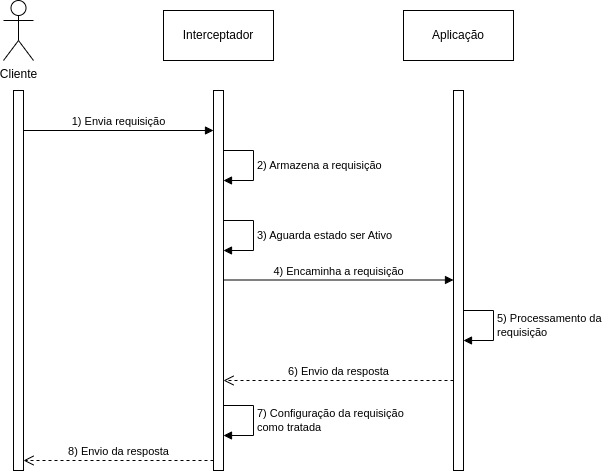 Interceptador
Aplicação
Cliente
1) Envia requisição
2) Armazena a requisição
3) Aguarda estado ser Ativo
4) Encaminha a requisição
5) Processamento da
requisição
6) Envio da resposta
7) Configuração da requisição
como tratada
8) Envio da resposta